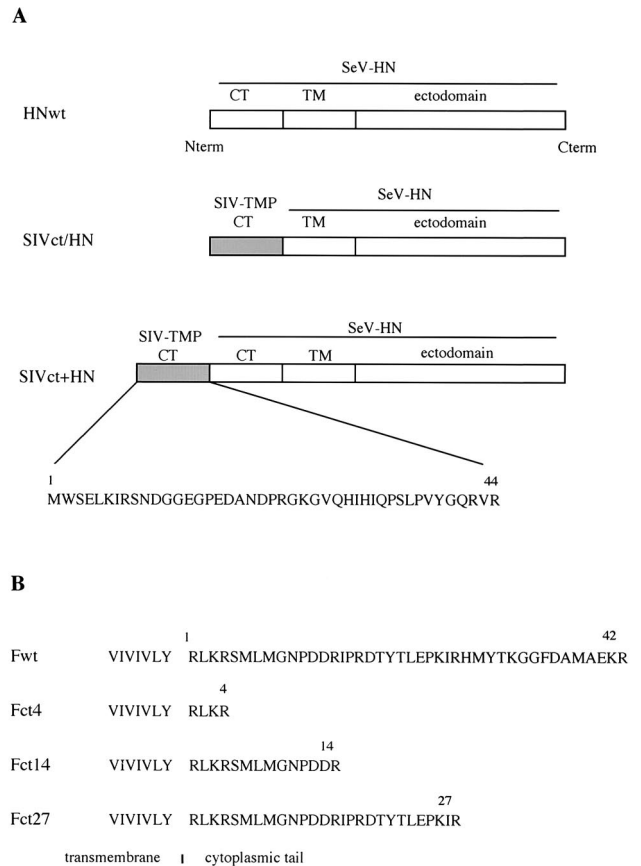 A
SeV-HN
CT TM ectodomain
HNwt
Nterm Cterm
SeV-HN
SIV-TMP
CT TM ectodomain
SIVct/HN
SeV-HN
SIV-TMP
CT CT TM ectodomain
SIVct+HN
1 44
MWSELKIRSNDGGEGPEDANDPRGKGVQHIHIQPSLPVYGQRVR
B
1 42
Fwt VIVIVLY RLKRSMLMGNPDDRIPRDTYTLEPKIRHMYTKGGFDAMAEKR
4
Fct4 VIVIVLY RLKR
14
Fct14 VIVIVLY RLKRSMLMGNPDDR
27
Fct27 VIVIVLY RLKRSMLMGNPDDRIPRDTYTLEPKIR
transmembrane | cytoplasmic tail